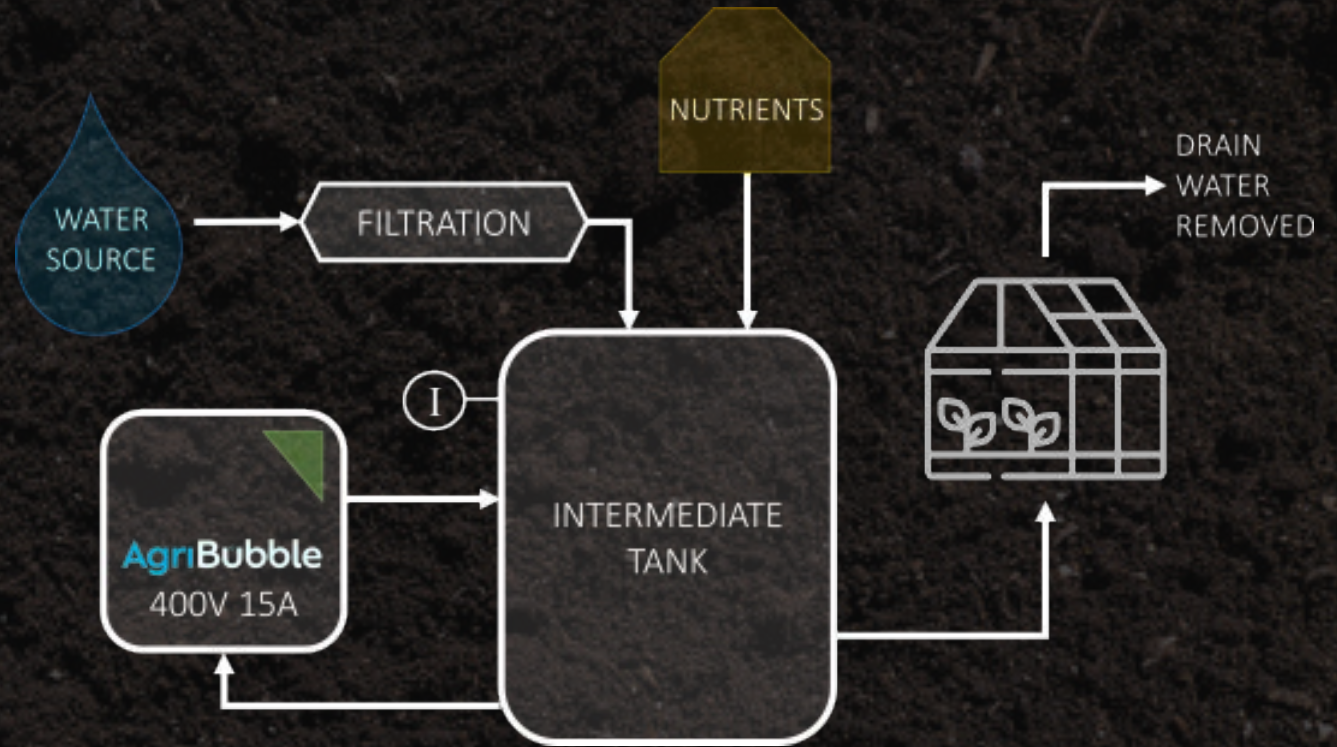 NUTRIENTS
DRAIN
WATER
REMOVED
WATER
SOURCE
FILTRATION
I
INTERMEDIATE
TANK
AgriBubble
400V 15A